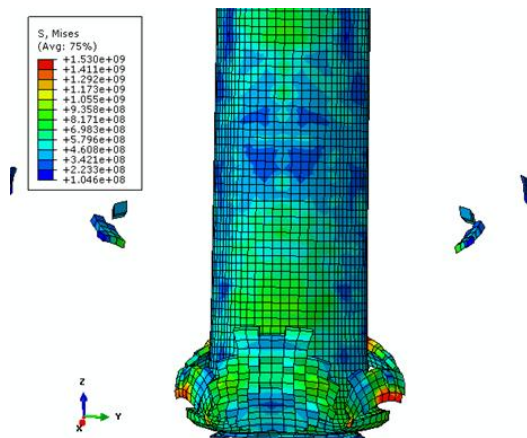 S, Mises
(Avg: 75%)
+1.530e+09
+1.411e+09
+1.292e+09
+1.173e+09
+1.055e+09
+9.358e+08
+8.171e+08
+6.983e+08
+5.796e+08
+4.608e+08
+3.421e+08
+2.233e+08
+1.046e+08
Z
Y
X